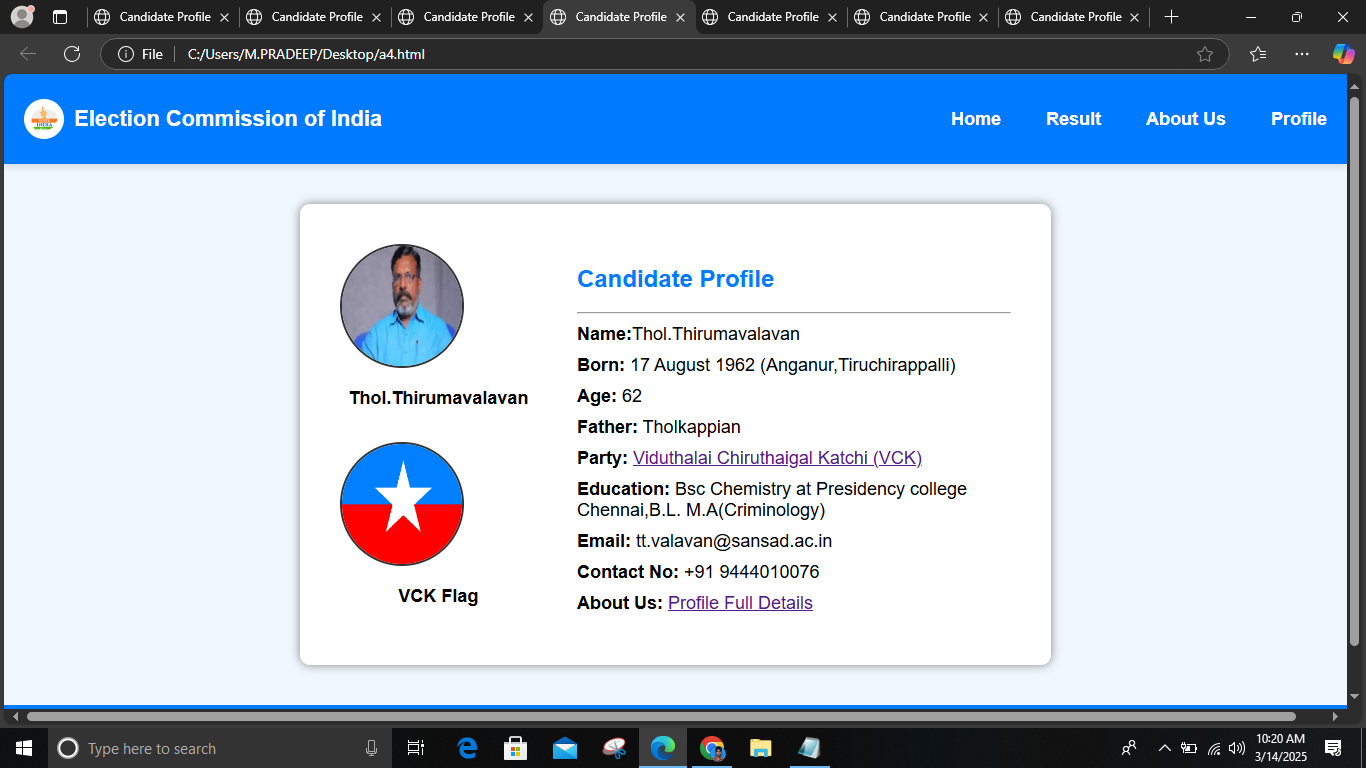 Candidate Profile
Candidate Profile
Candidate Profile
Candidate Profile
Candidate Profile
Candidate Profile
Candidate Profile
File
C:/Users/M.PRADEEP/Desktop/a4.html
INDIA
Election Commission of India
Home
Result
About Us
Profile
Thol.Thirumavalavan
VCK Flag
Candidate Profile
Name:Thol.Thirumavalavan
Born: 17 August 1962 (Anganur,Tiruchirappalli)
Age: 62
Father: Tholkappian
Party: Viduthalai Chiruthaigal Katchi (VCK)
Education: Bsc Chemistry at Presidency college
Chennai,B.L. M.A(Criminology)
Email: tt.valavan@sansad.ac.in
Contact No: +91 9444010076
About Us: Profile Full Details
Type here to search
10:20 AM
3/14/2025